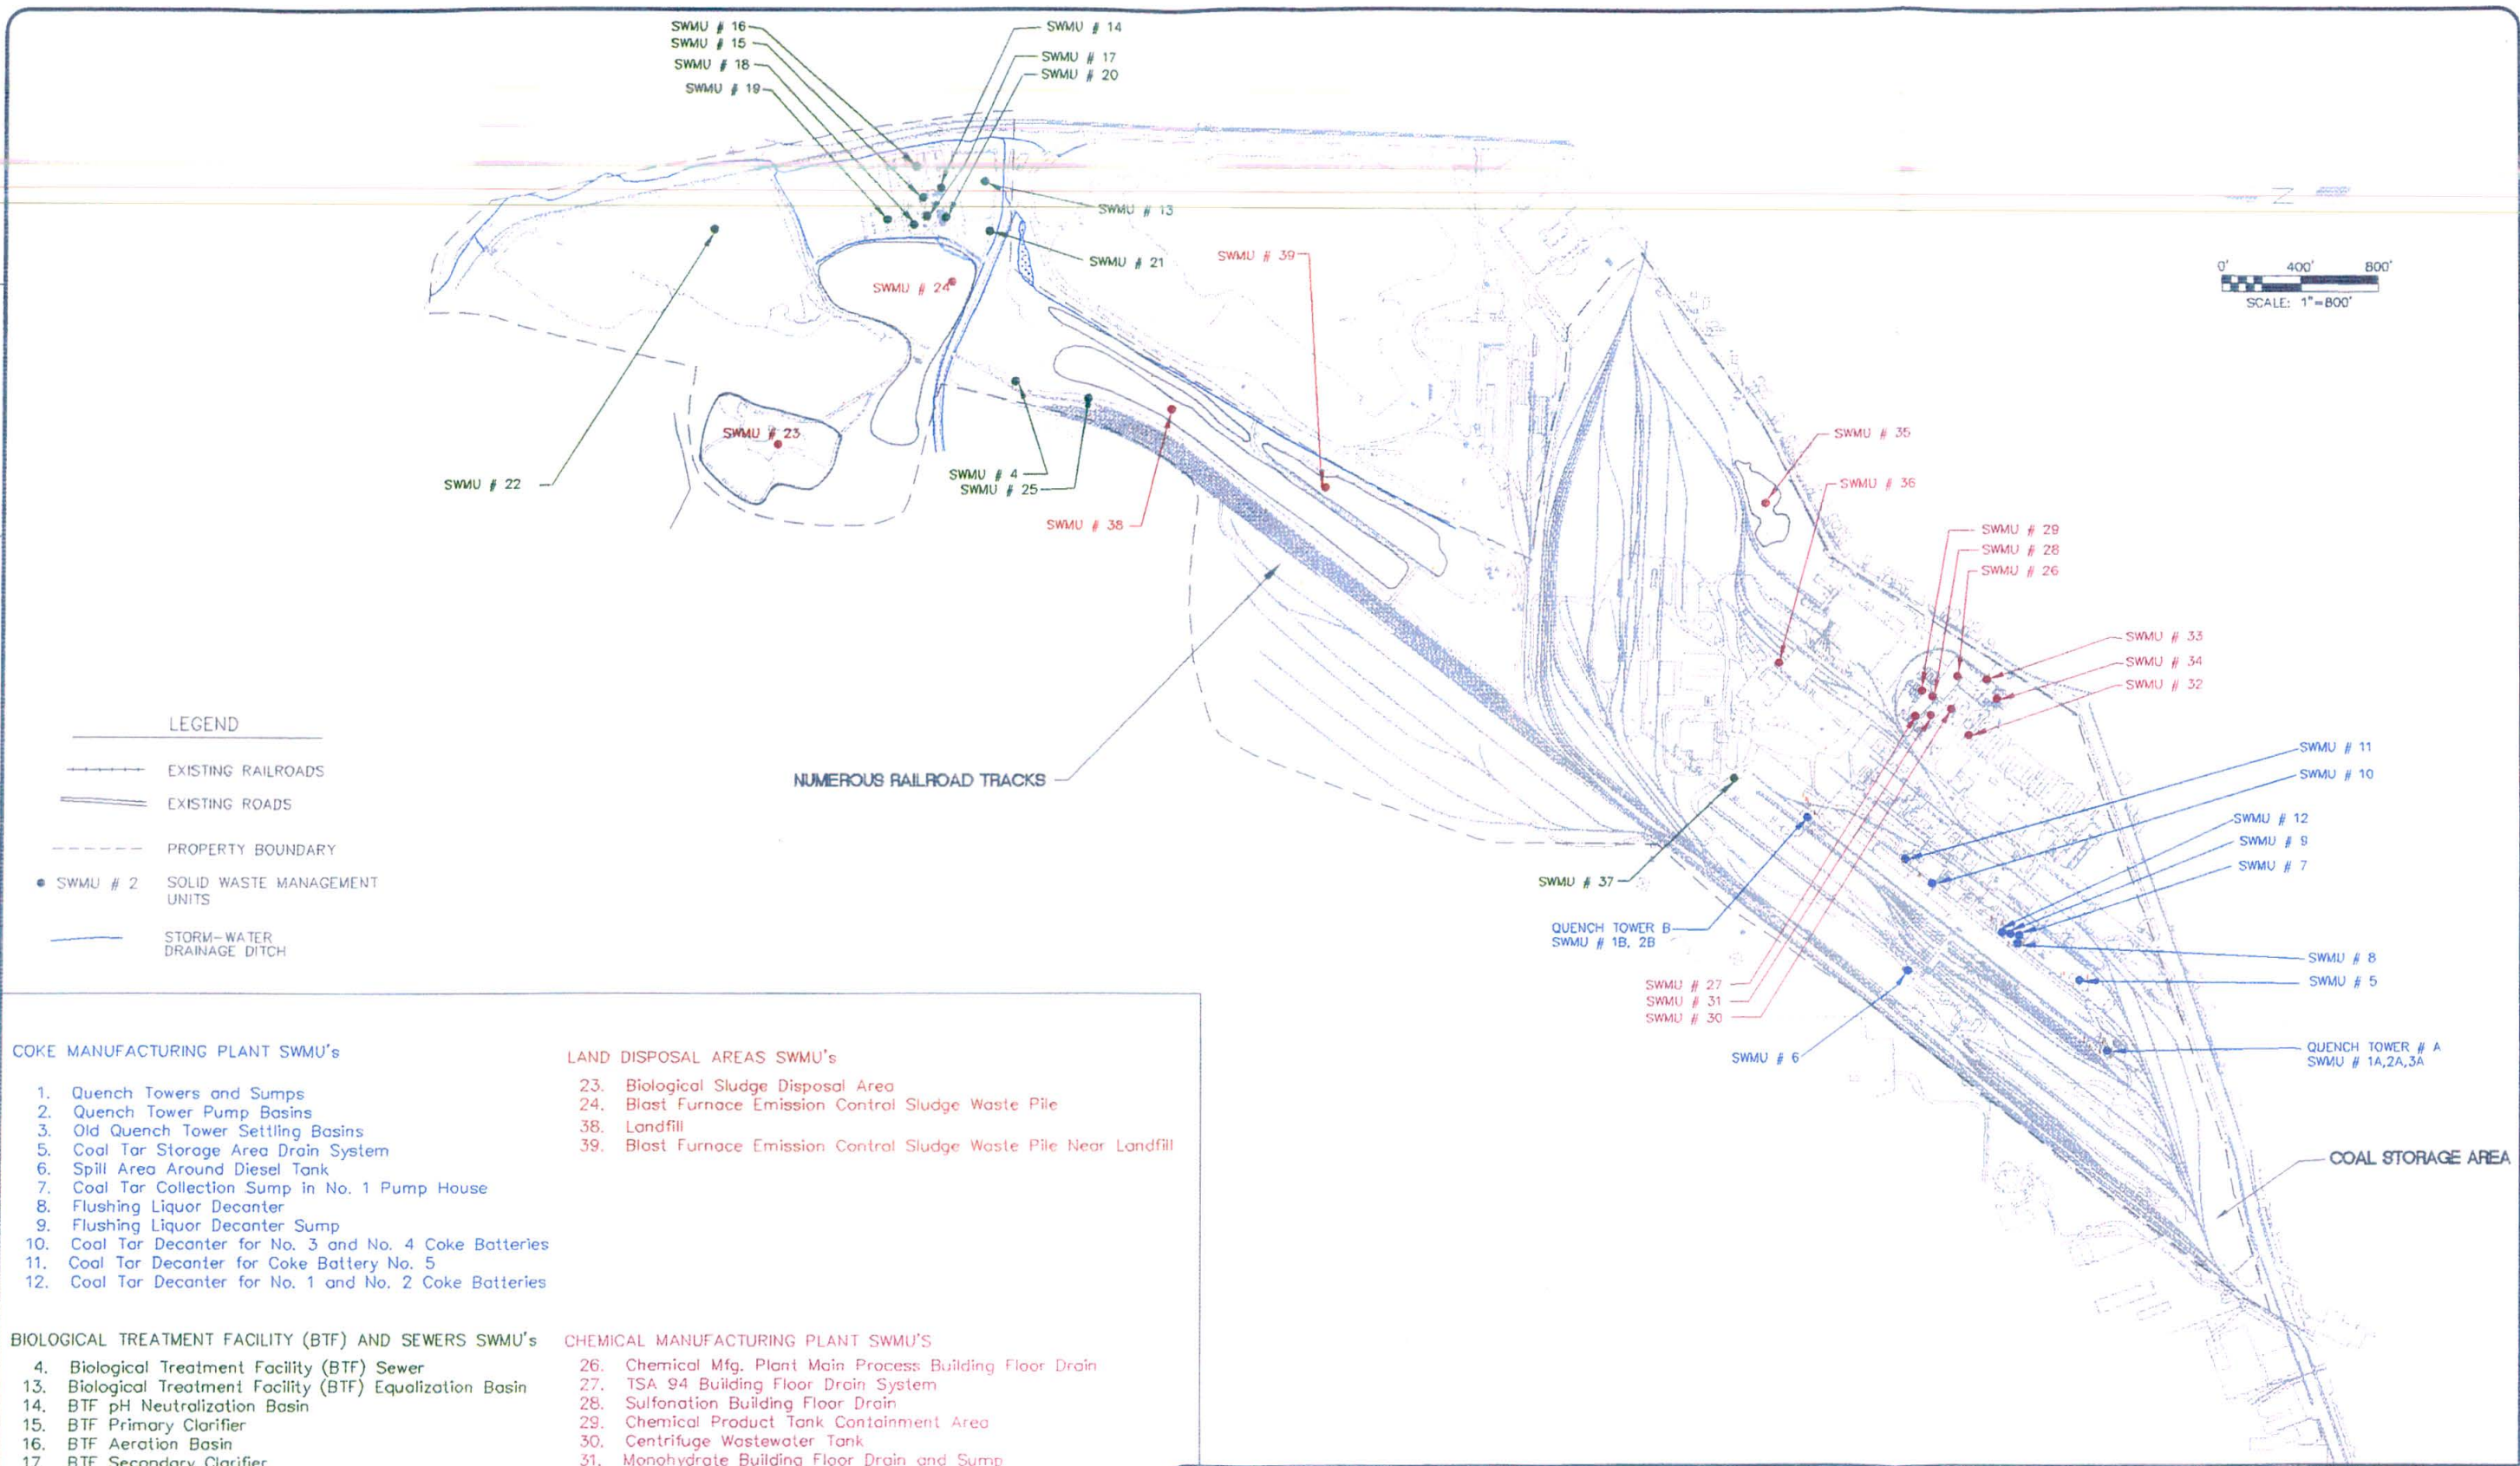 SWMU # 16
SWMU # 15
SWMU # 18
SWMU # 19
SWMU # 14
SWMU # 17
SWMU # 20
SWMU # 13
SWMU # 21
SWMU # 39
SWMU # 24
Z
0' 400' 800'
SCALE: 1"=800'
SWMU # 23
SWMU # 22
SWMU # 4
SWMU # 25
SWMU # 38
SWMU # 35
SWMU # 36
SWMU # 29
SWMU # 28
SWMU # 26
SWMU # 33
SWMU # 34
SWMU # 32
SWMU # 11
SWMU # 10
SWMU # 12
SWMU # 9
SWMU # 7
SWMU # 8
SWMU # 5
QUENCH TOWER # A
SWMU # 1A,2A,3A
COAL STORAGE AREA
NUMEROUS RAILROAD TRACKS
SWMU # 37
QUENCH TOWER B
SWMU # 1B, 2B
SWMU # 27
SWMU # 31
SWMU # 30
SWMU # 6
LEGEND
EXISTING RAILROADS
EXISTING ROADS
PROPERTY BOUNDARY
SWMU # 2 SOLID WASTE MANAGEMENT
UNITS
STORM-WATER
DRAINAGE DITCH
COKE MANUFACTURING PLANT SWMU's
1. Quench Towers and Sumps
2. Quench Tower Pump Basins
3. Old Quench Tower Settling Basins
5. Coal Tar Storage Area Drain System
6. Spill Area Around Diesel Tank
7. Coal Tar Collection Sump in No. 1 Pump House
8. Flushing Liquor Decanter
9. Flushing Liquor Decanter Sump
10. Coal Tar Decanter for No. 3 and No. 4 Coke Batteries
11. Coal Tar Decanter for Coke Battery No. 5
12. Coal Tar Decanter for No. 1 and No. 2 Coke Batteries
LAND DISPOSAL AREAS SWMU's
23. Biological Sludge Disposal Area
24. Blast Furnace Emission Control Sludge Waste Pile
38. Landfill
39. Blast Furnace Emission Control Sludge Waste Pile Near Landfill
BIOLOGICAL TREATMENT FACILITY (BTF) AND SEWERS SWMU's
4. Biological Treatment Facility (BTF) Sewer
13. Biological Treatment Facility (BTF) Equalization Basin
14. BTF pH Neutralization Basin
15. BTF Primary Clarifier
16. BTF Aeration Basin
17. BTF Secondary Clarifier
CHEMICAL MANUFACTURING PLANT SWMU'S
26. Chemical Mfg. Plant Main Process Building Floor Drain
27. TSA 94 Building Floor Drain System
28. Sulfonation Building Floor Drain
29. Chemical Product Tank Containment Area
30. Centrifuge Wastewater Tank
31. Monohydrate Building Floor Drain and Sump